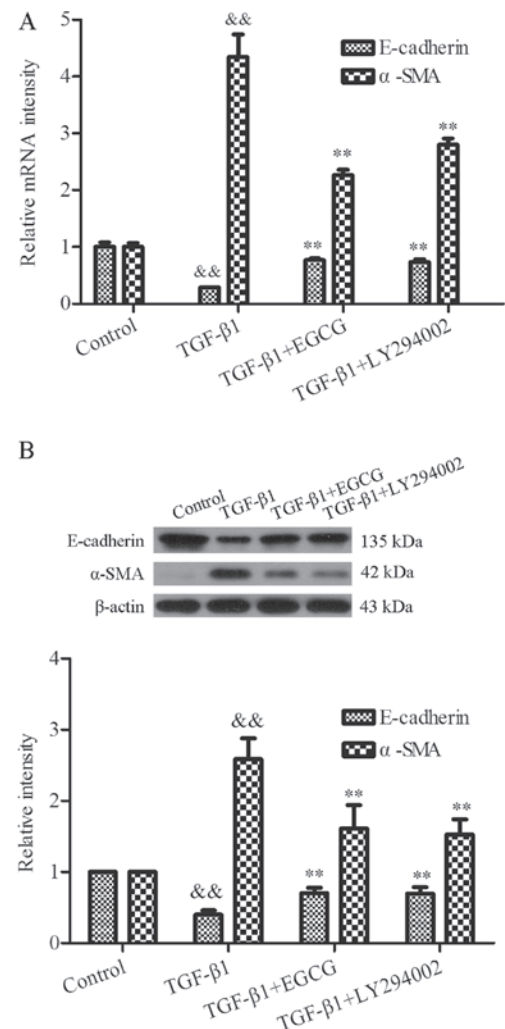 A
5
4
3
2
1
0
Relative mRNA intensity
&&
&&
**
**
**
**
E-cadherin
α -SMA
Control
TGF-β1
TGF-β1+EGCG
TGF-β1+LY294002
B
Control
TGF-β1
TGF-β1+EGCG
TGF-β1+LY294002
E-cadherin 135 kDa
α-SMA 42 kDa
β-actin 43 kDa
4
3
2
1
0
Relative intensity
&&
&&
**
**
**
**
E-cadherin
α -SMA
Control
TGF-β1
TGF-β1+EGCG
TGF-β1+LY294002